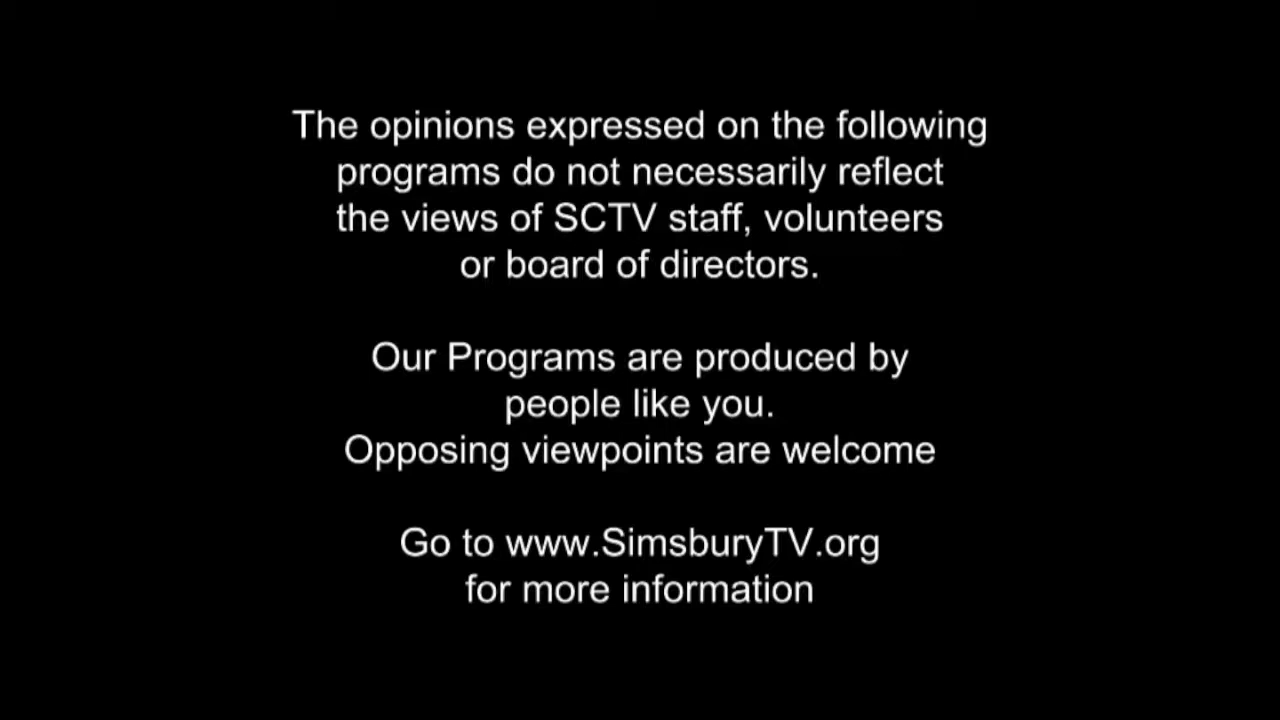 The opinions expressed on the following
programs do not necessarily reflect
the views of SCTV staff, volunteers
or board of directors.
Our Programs are produced by
people like you.
Opposing viewpoints are welcome
Go to www.SimsburyTV.org
for more information